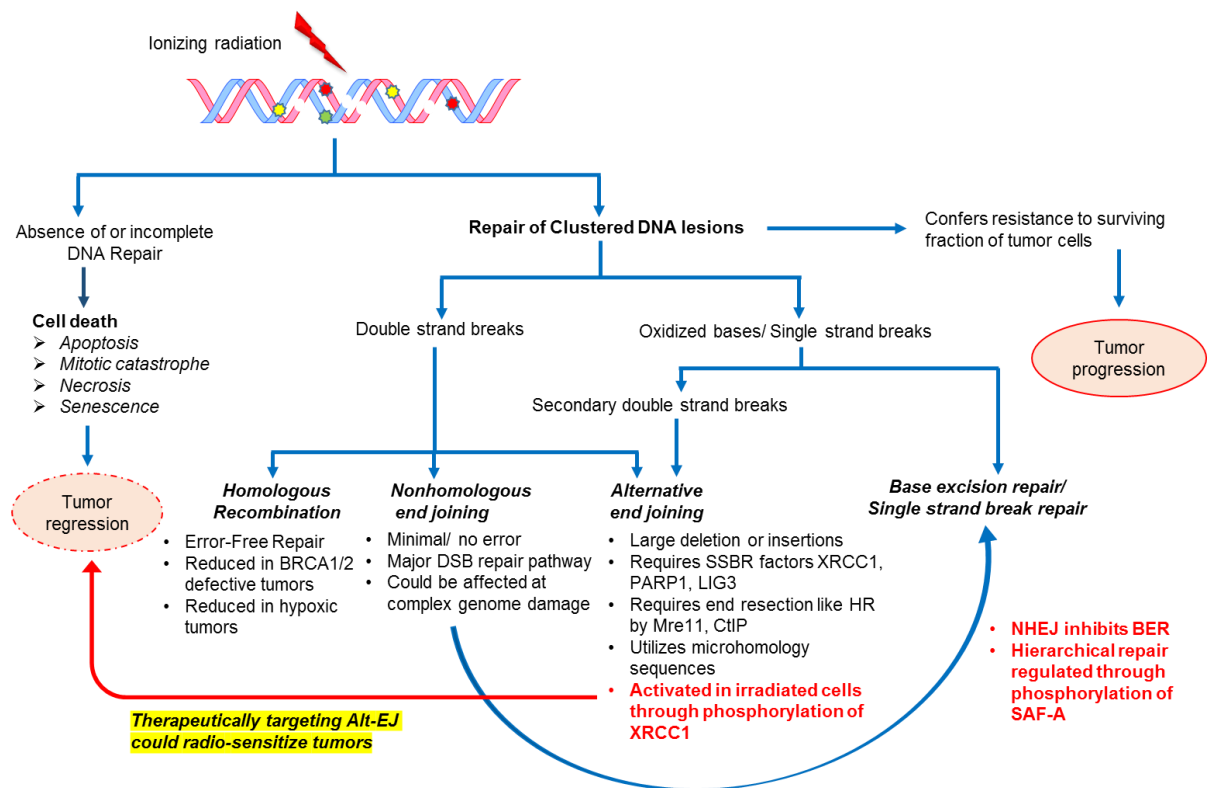 Ionizing radiation
Absence of or incomplete
DNA Repair
Repair of Clustered DNA lesions
Confers resistance to surviving
fraction of tumor cells
Cell death
➢ Apoptosis
➢ Mitotic catastrophe
➢ Necrosis
➢ Senescence
Double strand breaks
Oxidized bases/ Single strand breaks
Tumor
progression
Secondary double strand breaks
Tumor
regression
Homologous
Recombination
• Error-Free Repair
• Reduced in BRCA1/2
defective tumors
• Reduced in hypoxic
tumors
Nonhomologous
end joining
• Minimal/ no error
• Major DSB repair pathway
• Could be affected at
complex genome damage
Alternative
end joining
• Large deletion or insertions
• Requires SSBR factors XRCC1,
PARP1, LIG3
• Requires end resection like HR
by Mre11, CtIP
• Utilizes microhomology
sequences
• Activated in irradiated cells
through phosphorylation of
XRCC1
Base excision repair/
Single strand break repair
• NHEJ inhibits BER
• Hierarchical repair
regulated through
phosphorylation of
SAF-A
Therapeutically targeting Alt-EJ
could radio-sensitize tumors